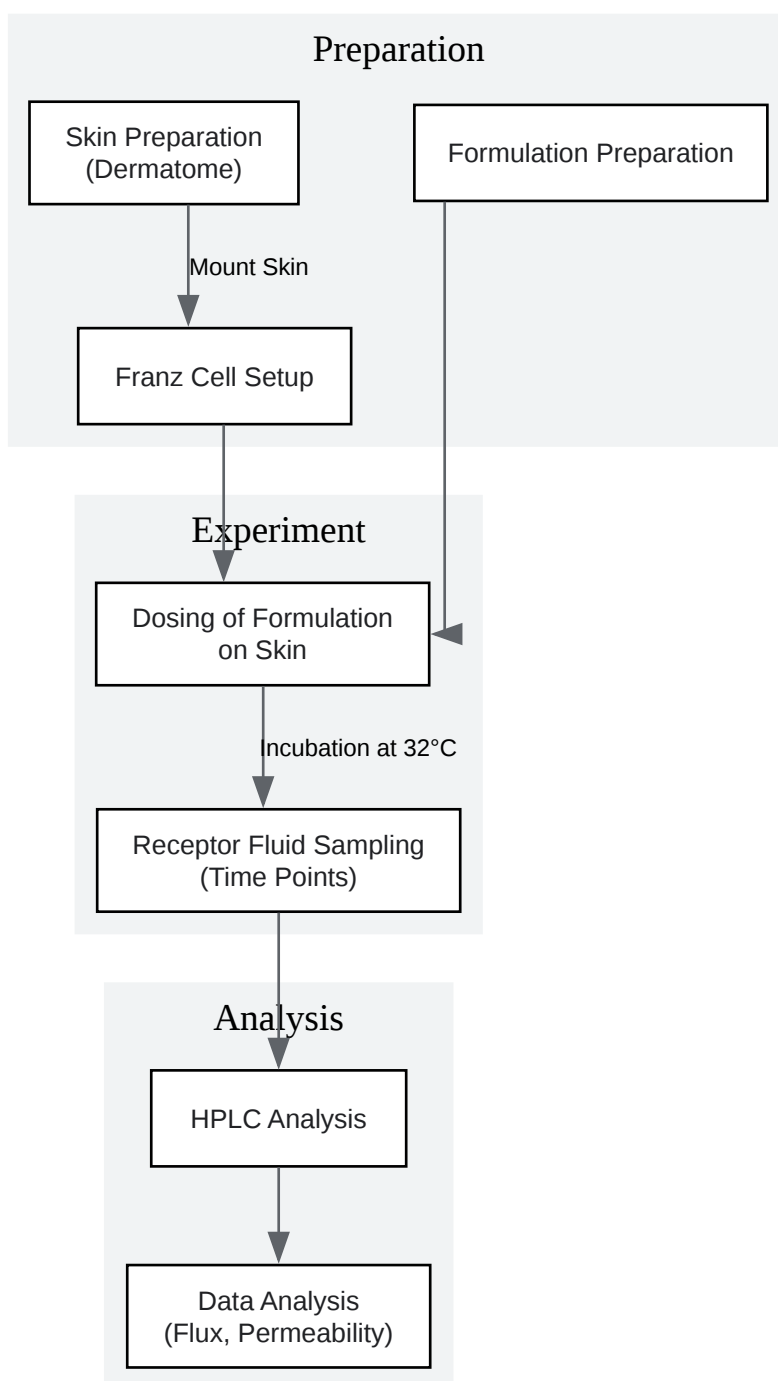 Preparation
Skin Preparation
(Dermatome)
Formulation Preparation
Mount Skin
Franz Cell Setup
Experiment
Dosing of Formulation
on Skin
Incubation at 32°C
Receptor Fluid Sampling
(Time Points)
Analysis
HPLC Analysis
Data Analysis
(Flux, Permeability)